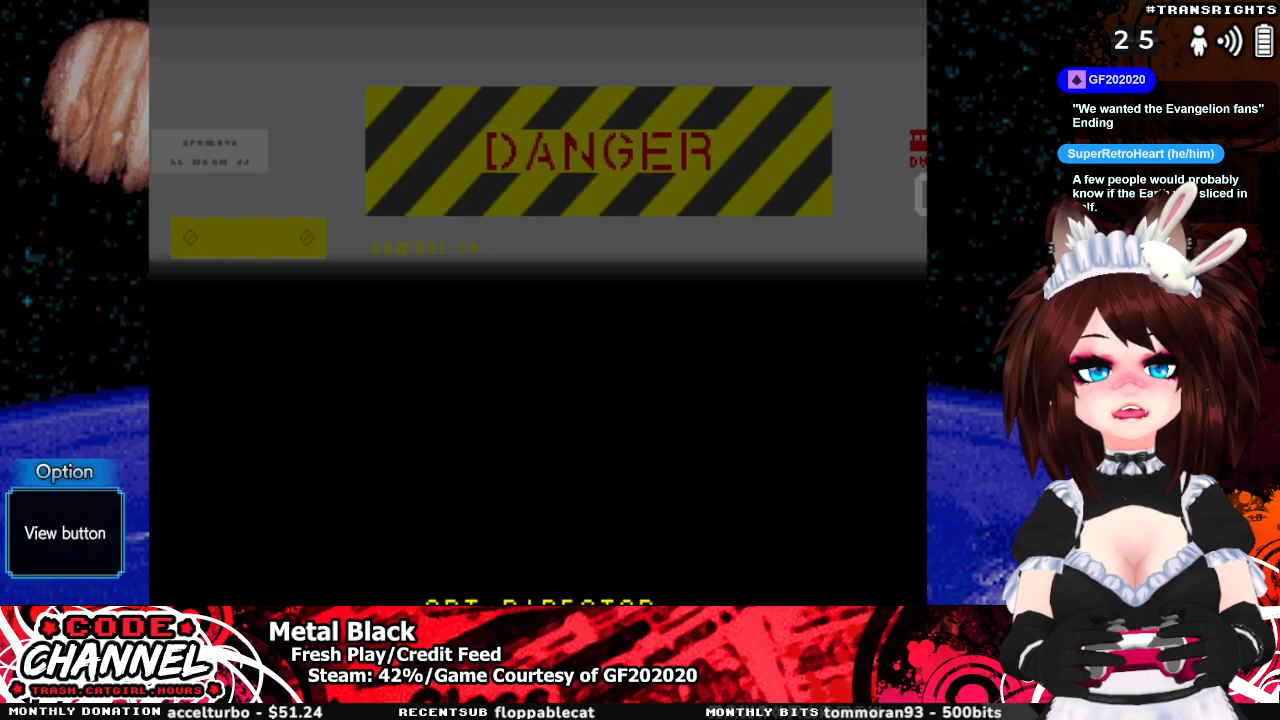 #TRANSRIGHTS
25
GF202020
"We wanted the Evangelion fans"
Ending
SuperRetroHeart (he/him)
A few people would probably
know if the Earth sliced in
DANGER
Option
View button
CODE
CHANNEL
TRASH.CATGIRL.HOURS
Metal Black
Fresh Play/Credit Feed
Steam: 42%/Game Courtesy of GF202020
MONTHLY DONATION accelturbo - $51.24
RECENTSUB floppablecat
MONTHLY BITS tommoran93 - 500bits